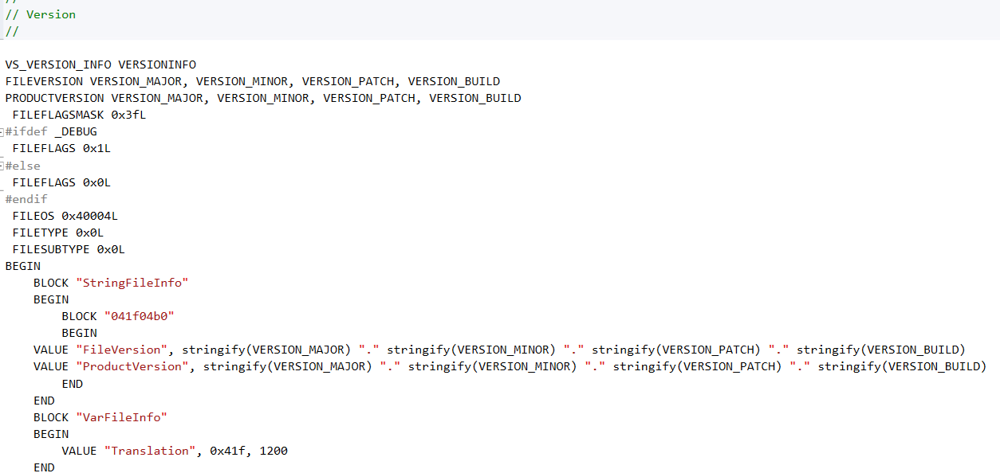 //
// Version
//
VS_VERSION_INFO VERSIONINFO
FILEVERSION VERSION_MAJOR, VERSION_MINOR, VERSION_PATCH, VERSION_BUILD
PRODUCTVERSION VERSION_MAJOR, VERSION_MINOR, VERSION_PATCH, VERSION_BUILD
 FILEFLAGSMASK 0x3fL
#ifdef _DEBUG
 FILEFLAGS 0x1L
#else
 FILEFLAGS 0x0L
#endif
 FILEOS 0x40004L
 FILETYPE 0x0L
 FILESUBTYPE 0x0L
BEGIN
    BLOCK "StringFileInfo"
    BEGIN
        BLOCK "041f04b0"
        BEGIN
    VALUE "FileVersion", stringify(VERSION_MAJOR) "." stringify(VERSION_MINOR) "." stringify(VERSION_PATCH) "." stringify(VERSION_BUILD)
    VALUE "ProductVersion", stringify(VERSION_MAJOR) "." stringify(VERSION_MINOR) "." stringify(VERSION_PATCH) "." stringify(VERSION_BUILD)
        END
    END
    BLOCK "VarFileInfo"
    BEGIN
        VALUE "Translation", 0x41f, 1200
    END